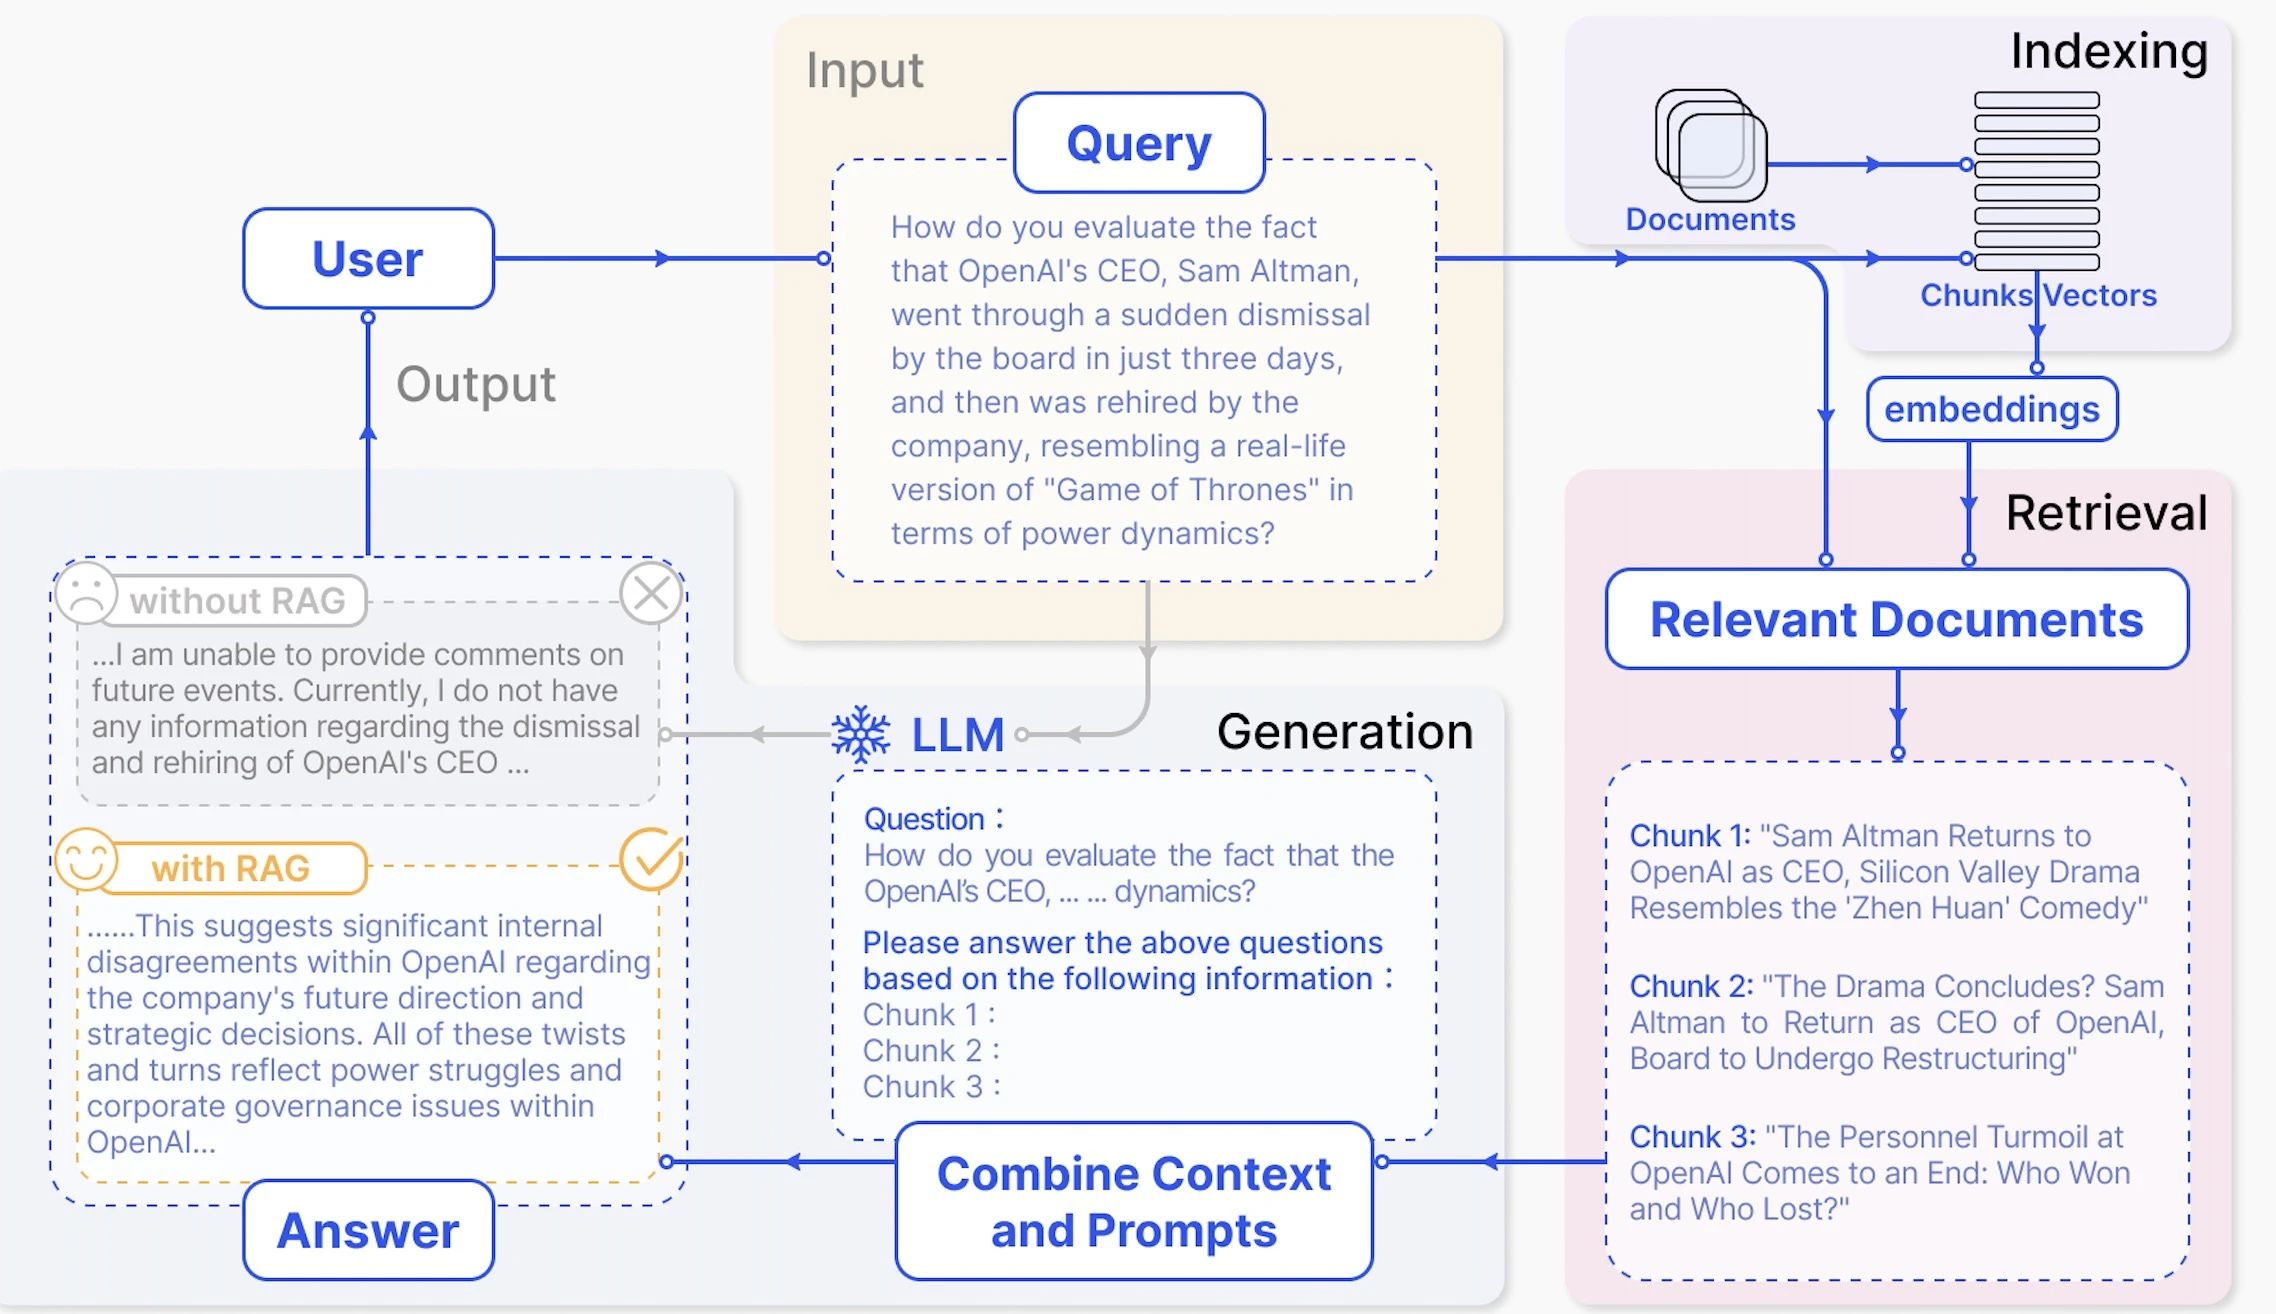 Input
Query
How do you evaluate the fact
that OpenAI's CEO, Sam Altman,
went through a sudden dismissal
by the board in just three days,
and then was rehired by the
company, resembling a real-life
version of "Game of Thrones" in
terms of power dynamics?
Indexing
Documents
Chunks Vectors
embeddings
User
Output
Retrieval
Relevant Documents
Chunk 1: "Sam Altman Returns to
OpenAI as CEO, Silicon Valley Drama
Resembles the 'Zhen Huan' Comedy"
Chunk 2: "The Drama Concludes? Sam
Altman to Return as CEO of OpenAI,
Board to Undergo Restructuring"
Chunk 3: "The Personnel Turmoil at
OpenAI Comes to an End: Who Won
and Who Lost?"
Generation
LLM
Question：
How do you evaluate the fact that the
OpenAI’s CEO, ... ... dynamics?
Please answer the above questions
based on the following information：
Chunk 1：
Chunk 2：
Chunk 3：
Combine Context
and Prompts
without RAG
...I am unable to provide comments on
future events. Currently, I do not have
any information regarding the dismissal
and rehiring of OpenAI's CEO ...
with RAG
......This suggests significant internal
disagreements within OpenAI regarding
the company's future direction and
strategic decisions. All of these twists
and turns reflect power struggles and
corporate governance issues within
OpenAI...
Answer